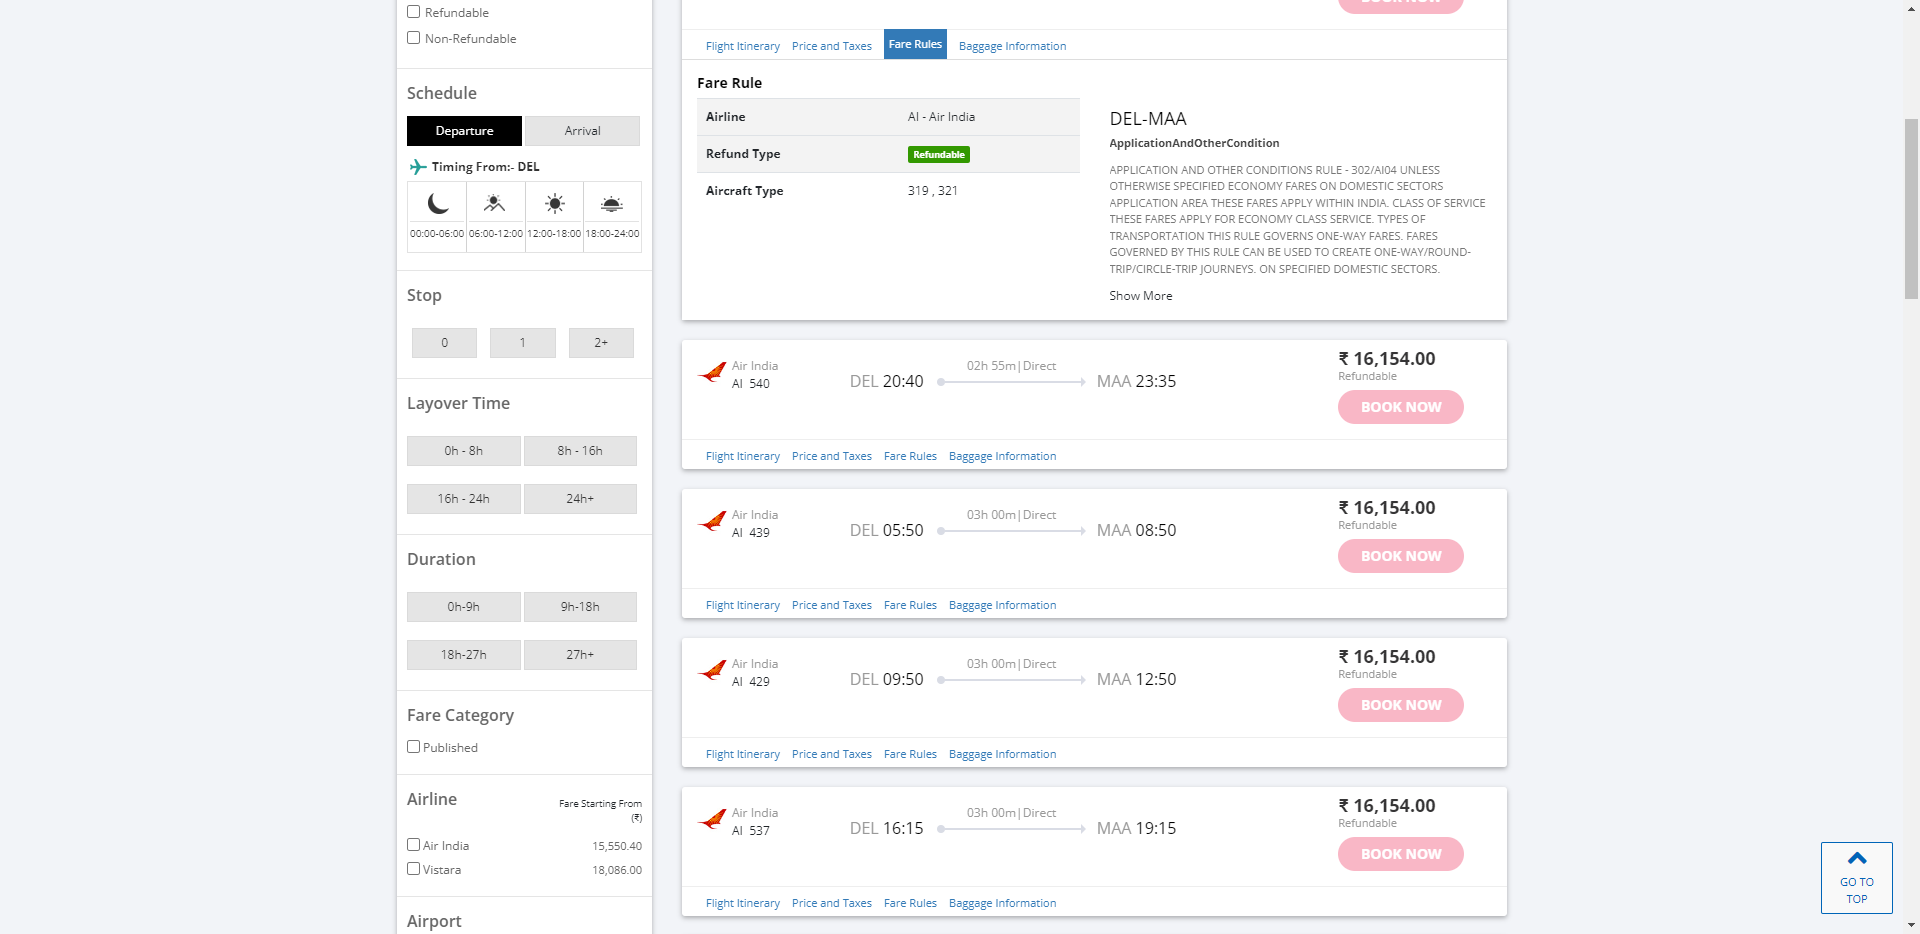 Refundable
Non-Refundable
Schedule
Departure
Arrival
Timing From:- DEL
00:00-06:00
06:00-12:00
12:00-18:00
18:00-24:00
Stop
0
1
2+
Layover Time
0h - 8h
8h - 16h
16h - 24h
24h+
Duration
0h-9h
9h-18h
18h-27h
27h+
Fare Category
Published
Airline
Fare Starting From
(₹)
Air India 15,550.40
Vistara 18,086.00
Airport
BOOK NOW
Flight Itinerary Price and Taxes Fare Rules Baggage Information
Fare Rule
Airline AI - Air India
Refund Type Refundable
Aircraft Type 319 , 321
DEL-MAA
ApplicationAndOtherCondition
APPLICATION AND OTHER CONDITIONS RULE - 302/AI04 UNLESS
OTHERWISE SPECIFIED ECONOMY FARES ON DOMESTIC SECTORS
APPLICATION AREA THESE FARES APPLY WITHIN INDIA. CLASS OF SERVICE
THESE FARES APPLY FOR ECONOMY CLASS SERVICE. TYPES OF
TRANSPORTATION THIS RULE GOVERNS ONE-WAY FARES. FARES
GOVERNED BY THIS RULE CAN BE USED TO CREATE ONE-WAY/ROUND-
TRIP/CIRCLE-TRIP JOURNEYS. ON SPECIFIED DOMESTIC SECTORS.
Show More
Air India
AI 540
DEL 20:40
02h 55m|Direct
MAA 23:35
₹ 16,154.00
Refundable
BOOK NOW
Flight Itinerary Price and Taxes Fare Rules Baggage Information
Air India
AI 439
DEL 05:50
03h 00m|Direct
MAA 08:50
₹ 16,154.00
Refundable
BOOK NOW
Flight Itinerary Price and Taxes Fare Rules Baggage Information
Air India
AI 429
DEL 09:50
03h 00m|Direct
MAA 12:50
₹ 16,154.00
Refundable
BOOK NOW
Flight Itinerary Price and Taxes Fare Rules Baggage Information
Air India
AI 537
DEL 16:15
03h 00m|Direct
MAA 19:15
₹ 16,154.00
Refundable
BOOK NOW
Flight Itinerary Price and Taxes Fare Rules Baggage Information
GO TO
TOP